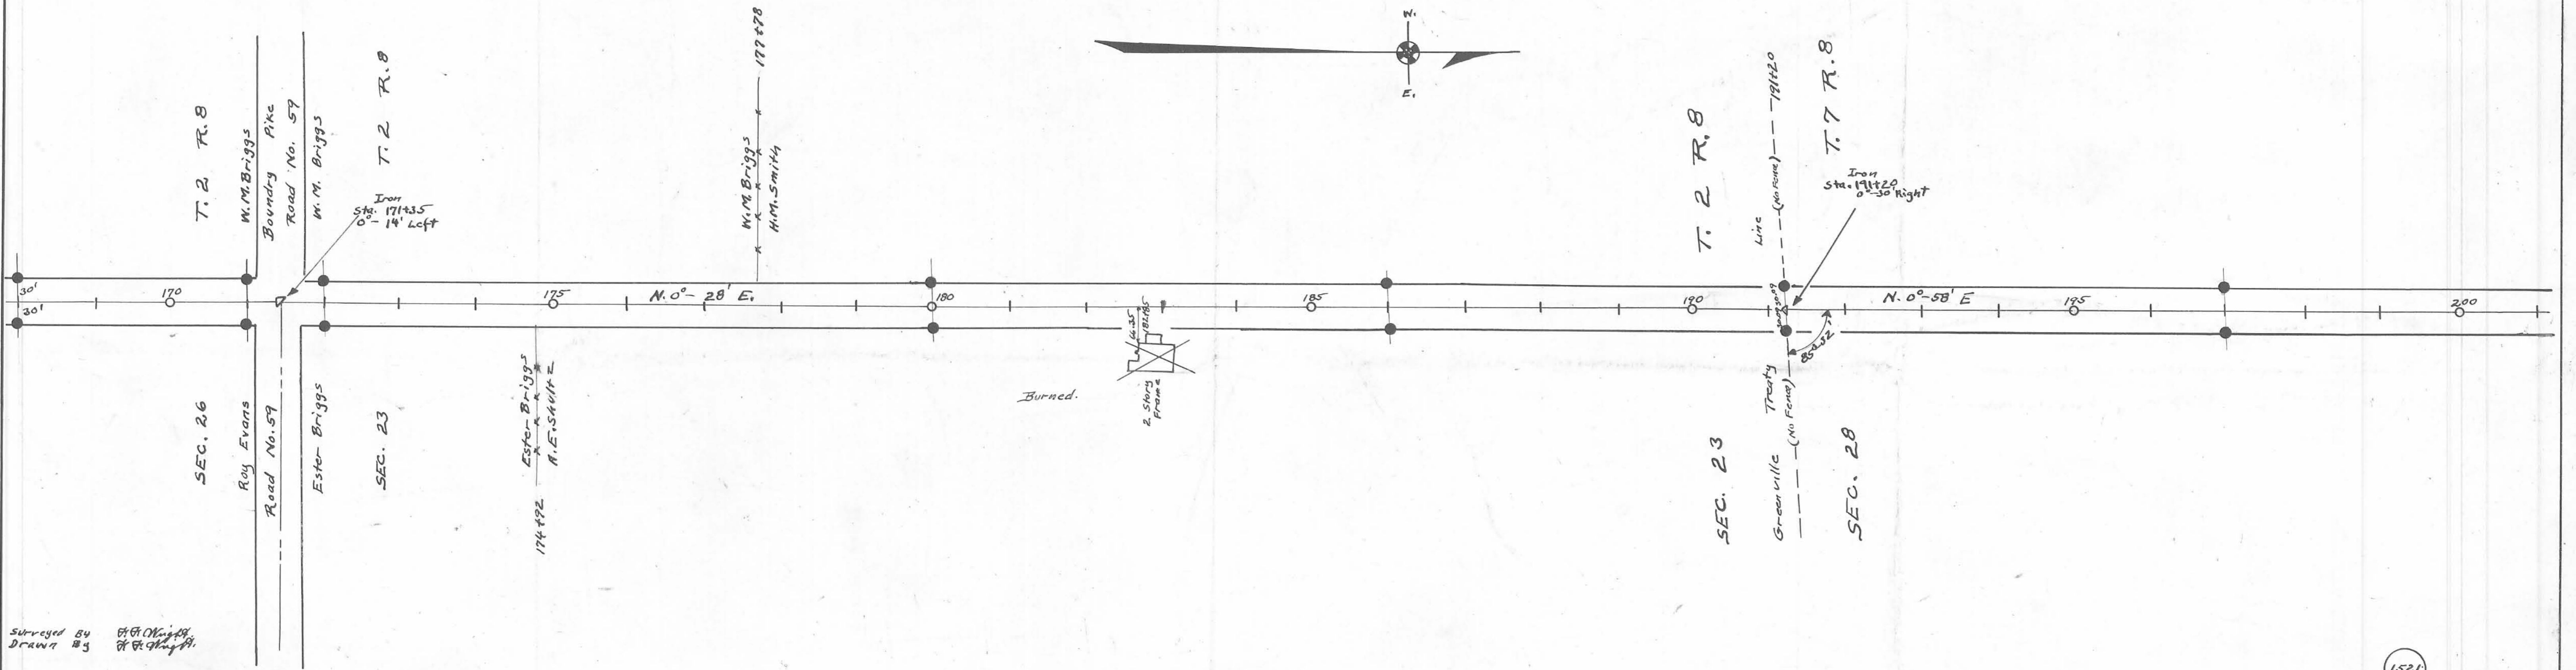 T. 2 R. 8
W.M. Briggs
Boundry Pike
Road No. 59
W. M. Briggs
T. 2 R. 8
Iron
Sta. 171+35
0°- 14' Left
177+78
W.M. Briggs
H.M. Smith
N.
E.
T. 2 R. 8
Line (No Fence) 191+20
T. 7 R. 8
Iron
Sta. 191+20
0°-30' Right
30'
30'
170
175
N. 0°- 28' E.
180
185
190
N. 0°-58' E
195
200
182+85
85°-32'
SEC. 26
Roy Evans
Road No. 59
Ester Briggs
SEC. 23
Ester Briggs
A.E. Shultz
174+92
Burned.
2 Story
Frame
SEC. 23
Greenville Treaty
(No Fence)
SEC. 28
Surveyed By
Drawn By
1521